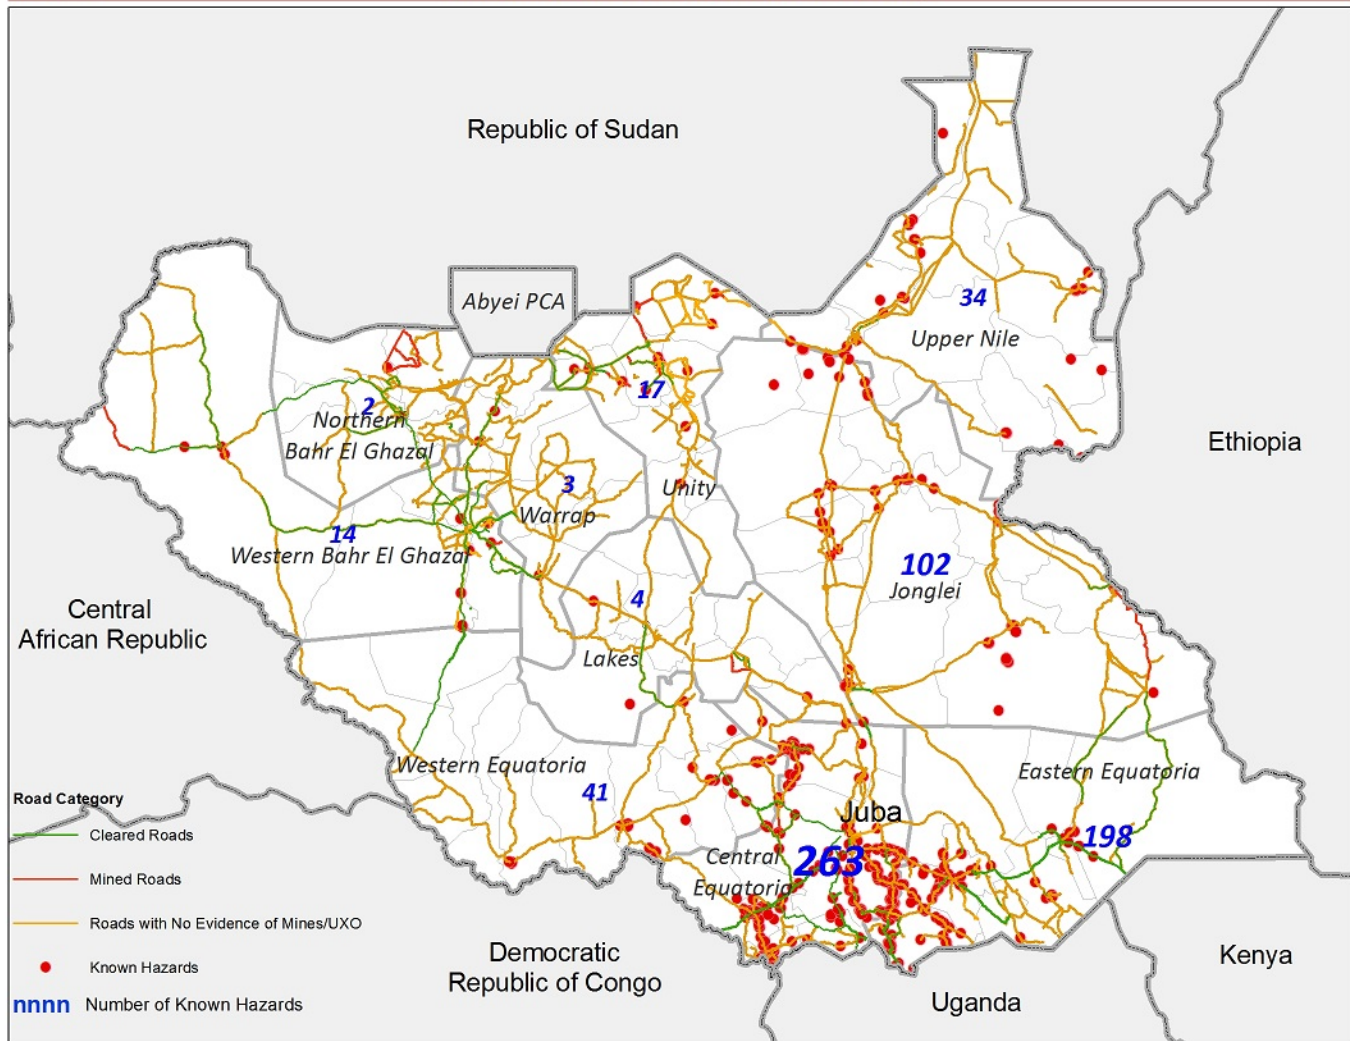 Republic of Sudan
Abyei PCA
34
Upper Nile
17
2
Northern
Bahr El Ghazal
Ethiopia
3
Warrap
Unity
14
Western Bahr El Ghazal
102
Jonglei
Central
African Republic
4
Lakes
Western Equatoria
41
Eastern Equatoria
Juba
198
263
Central
Equatoria
Road Category
Cleared Roads
Mined Roads
Roads with No Evidence of Mines/UXO
Known Hazards
nnnn Number of Known Hazards
Democratic
Republic of Congo
Uganda
Kenya